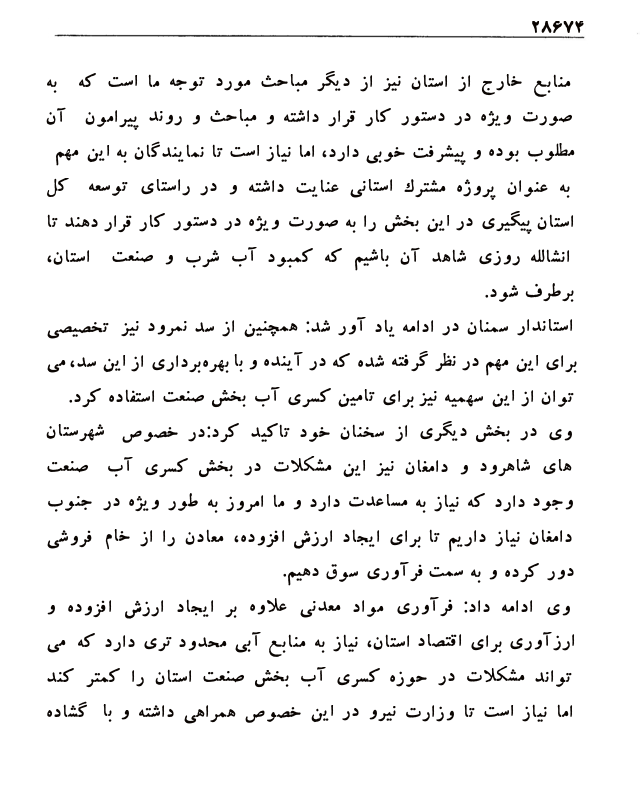 ۲۸۶۷۴
منابع خارج از استان نیز از دیگر مباحث مورد توجه ما است که به
صورت ویژه در دستور کار قرار داشته و مباحث و روند پیرامون آن
مطلوب بوده و پیشرفت خوبی دارد، اما نیاز است تا نمایندگان به این مهم
به عنوان پروژه مشترك استانی عنایت داشته و در راستای توسعه کل
استان پیگیری در این بخش را به صورت ویژه در دستور کار قرار دهند تا
انشالله روزی شاهد آن باشیم که کمبود آب شرب و صنعت استان،
برطرف شود.
استاندار سمنان در ادامه یاد آور شد: همچنین از سد نمرود نیز تخصیصی
برای این مهم در نظر گرفته شده که در آینده و با بهره‌برداری از این سد، می
توان از این سهمیه نیز برای تامین کسری آب بخش صنعت استفاده کرد.
وی در بخش دیگری از سخنان خود تاکید کرد:در خصوص شهرستان
های شاهرود و دامغان نیز این مشکلات در بخش کسری آب صنعت
وجود دارد که نیاز به مساعدت دارد و ما امروز به طور ویژه در جنوب
دامغان نیاز داریم تا برای ایجاد ارزش افزوده، معادن را از خام فروشی
دور کرده و به سمت فرآوری سوق دهیم.
وی ادامه داد: فرآوری مواد معدنی علاوه بر ایجاد ارزش افزوده و
ارزآوری برای اقتصاد استان، نیاز به منابع آبی محدود تری دارد که می
تواند مشکلات در حوزه کسری آب بخش صنعت استان را کمتر کند
اما نیاز است تا وزارت نیرو در این خصوص همراهی داشته و با گشاده